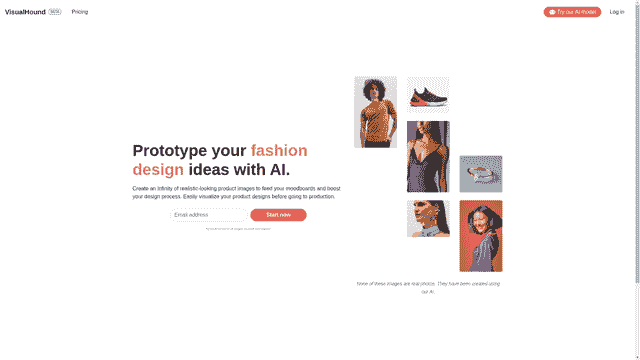 VisualHound BETA Pricing
Try our AI model Log in
Prototype your fashion
design ideas with AI.
Create an infinity of realistic-looking product images to feed your moodboards and boost
your design process. Easily visualize your product designs before going to production.
Email address Start now
None of these images are real photos. They have been created using
our AI.